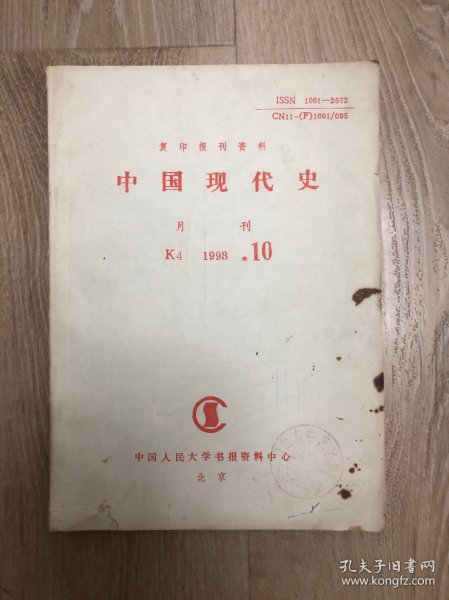 ISSN 1001—2672
CN11-(F)1001/095
复印报刊资料
中国现代史
月刊
K4 1993 .10
中国人民大学书报资料中心
北京
孔夫子旧书网
www.kongfz.com